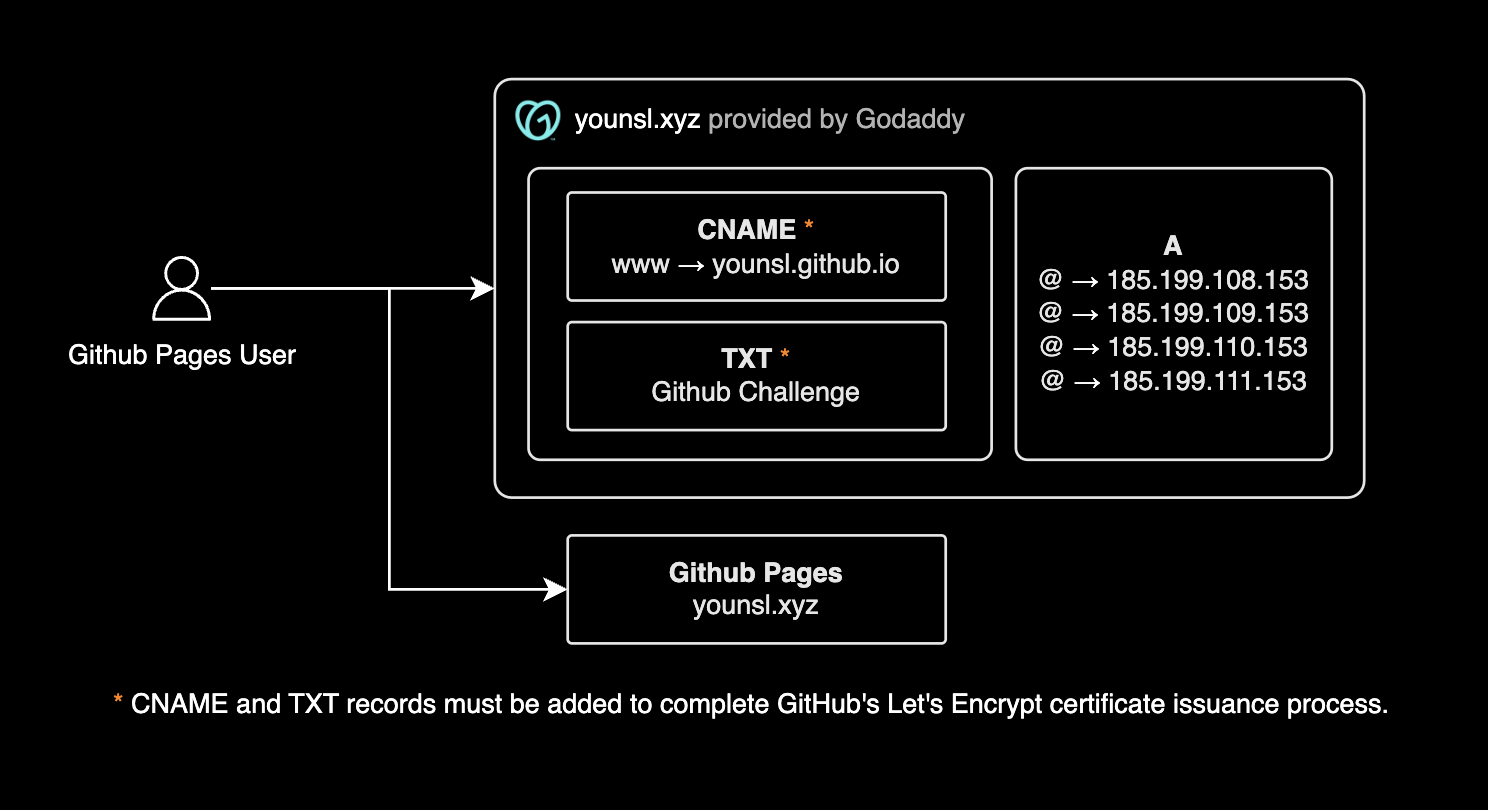 younsl.xyz provided by Godaddy
CNAME *
www → younsl.github.io
TXT *
Github Challenge
A
@ → 185.199.108.153
@ → 185.199.109.153
@ → 185.199.110.153
@ → 185.199.111.153
Github Pages User
Github Pages
younsl.xyz
* CNAME and TXT records must be added to complete GitHub's Let's Encrypt certificate issuance process.